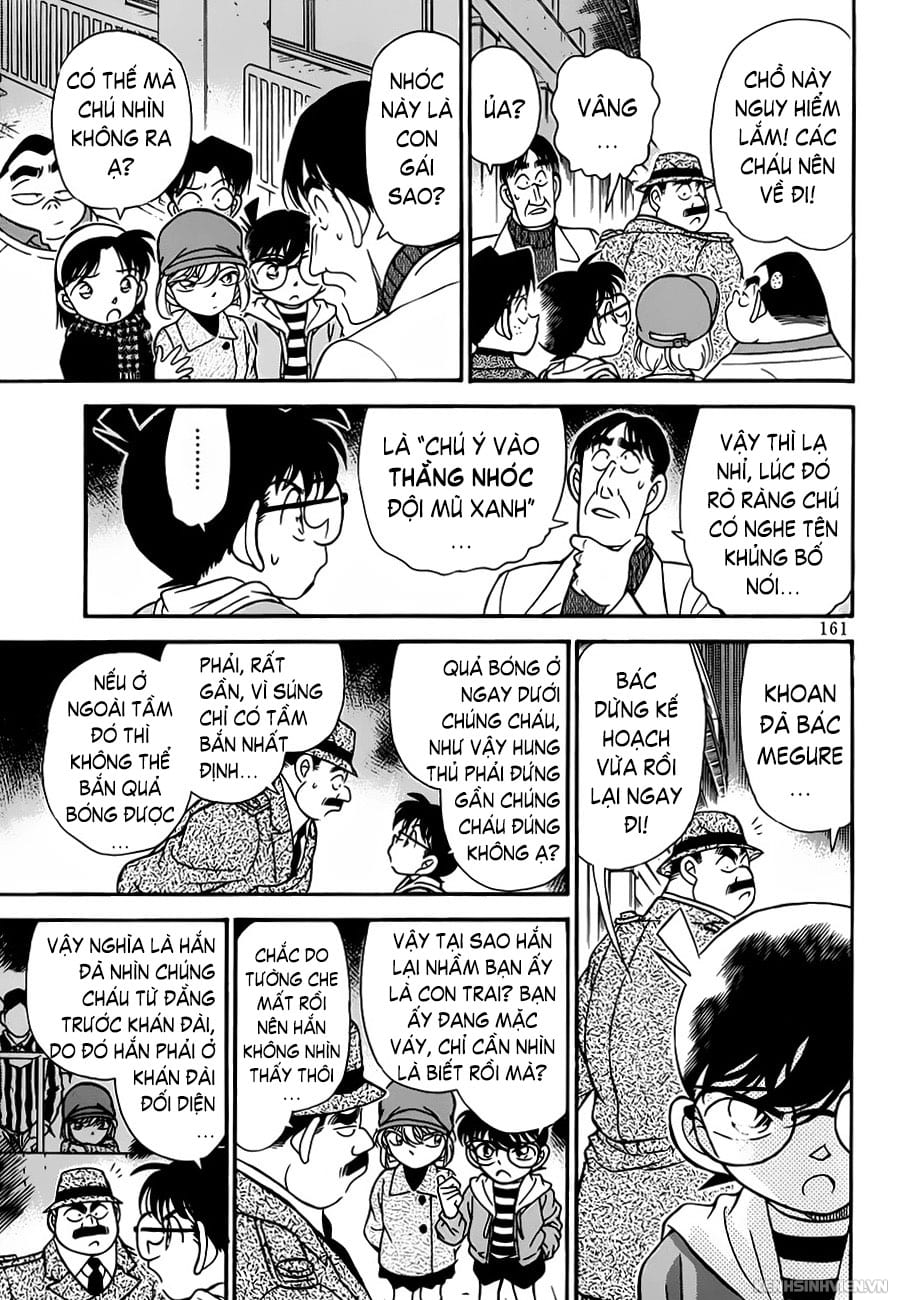 CHỖ NÀY
NGUY HIỂM
LẮM! CÁC
CHÁU NÊN
VỀ ĐI!
VÂNG
...
ỦA?
NHÓC
NÀY LÀ
CON
GÁI
SAO?
CÓ THẾ MÀ
CHÚ NHÌN
KHÔNG RA
Ạ?
VẬY THÌ LẠ
NHỈ, LÚC ĐÓ
RÕ RÀNG CHÚ
CÓ NGHE TÊN
KHỦNG BỐ
NÓI...
LÀ "CHÚ Ý VÀO
THẰNG NHÓC
ĐỘI MŨ XANH"
...
........
161
KHOAN
ĐÃ BÁC
MEGURE
...
BÁC
DỪNG KẾ
HOẠCH
VỪA RỒI
LẠI NGAY
ĐI!
QUẢ BÓNG Ở
NGAY DƯỚI
CHÚNG CHÁU,
NHƯ VẬY HUNG
THỦ PHẢI ĐỨNG
GẦN CHÚNG
CHÁU ĐÚNG
KHÔNG Ạ?
PHẢI, RẤT
GẦN, VÌ SÚNG
CHỈ CÓ TẦM
BẮN NHẤT
ĐỊNH...
NẾU Ở
NGOÀI TẦM
ĐÓ THÌ
KHÔNG THỂ
BẮN QUẢ
BÓNG ĐƯỢC
...
VẬY TẠI SAO HẮN
LẠI NHẦM BẠN ẤY
LÀ CON TRAI? BẠN
ẤY ĐANG MẶC
VÁY, CHỈ CẦN NHÌN
LÀ BIẾT RỒI MÀ?
CHẮC DO
TƯỜNG CHE
MẤT RỒI
NÊN HẮN
KHÔNG NHÌN
THẤY THÔI
...
VẬY NGHĨA LÀ HẮN
ĐÃ NHÌN CHÚNG
CHÁU TỪ ĐẰNG
TRƯỚC KHÁN ĐÀI,
DO ĐÓ HẮN PHẢI Ở
KHÁN ĐÀI
ĐỐI DIỆN
...
KENHSINHVIEN.VN